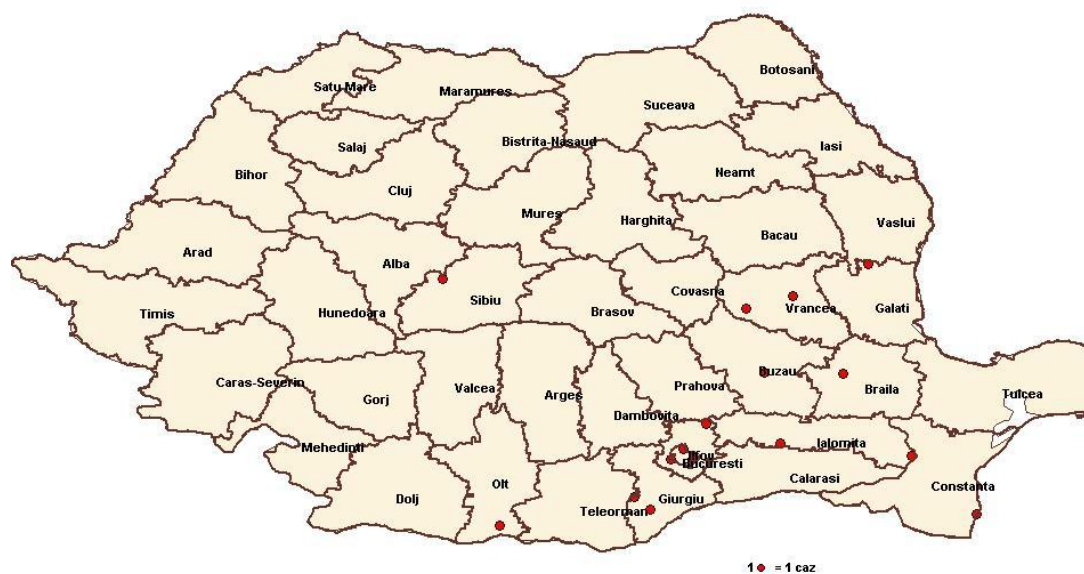 Botosani
Satu Mare
Maramures
Suceava
Salaj
Bistrita-Nasaud
Iasi
Bihor
Cluj
Neamt
Mures
Harghita
Vaslui
Bacau
Arad
Alba
Covasna
Sibiu
Timis
Hunedoara
Brasov
Vrancea
Galati
Caras-Severin
Valcea
Buzau
Prahova
Braila
Gorj
Arges
Tulcea
Dambovita
Mehedinti
Ialomita
Ilfov
Bucuresti
Olt
Calarasi
Constanta
Dolj
Giurgiu
Teleorman
1 = 1 caz